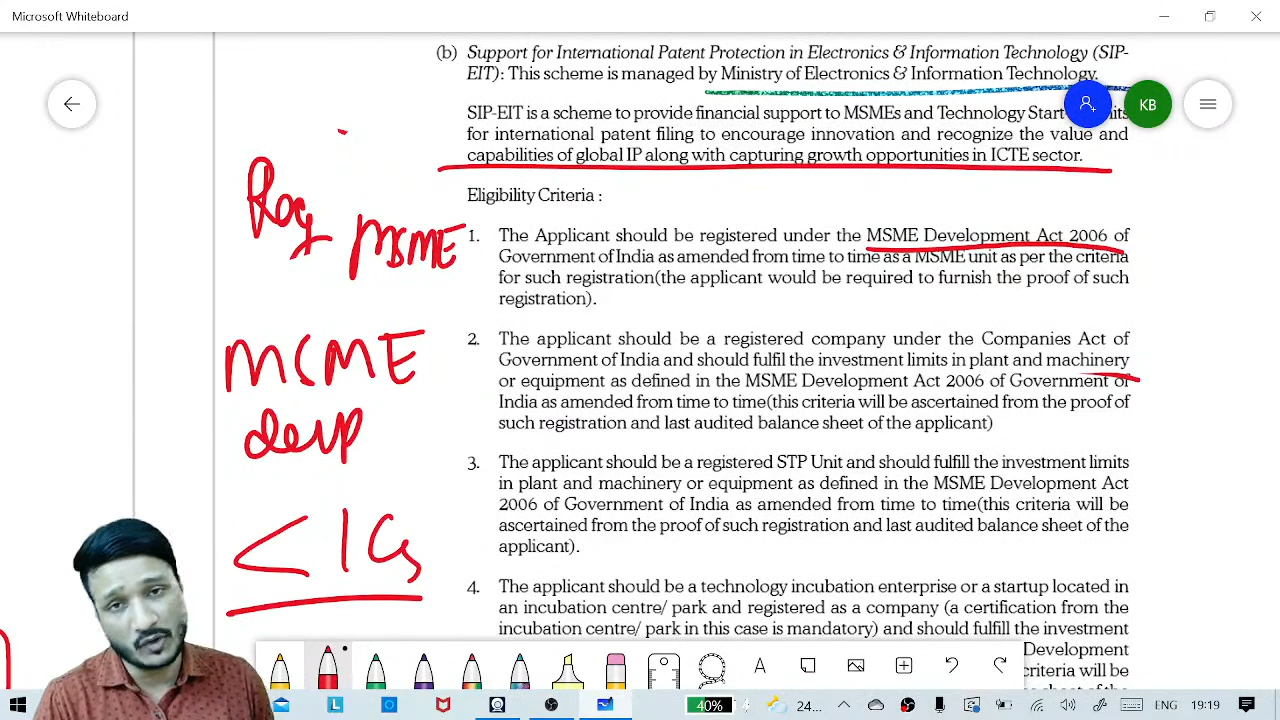 Microsoft Whiteboard
(b) Support for International Patent Protection in Electronics & Information Technology (SIP-
EIT): This scheme is managed by Ministry of Electronics & Information Technology.
KB
SIP-EIT is a scheme to provide financial support to MSMEs and Technology Start
for international patent filing to encourage innovation and recognize the value and
capabilities of global IP along with capturing growth opportunities in ICTE sector.
Eligibility Criteria :
Reg
MSME
1. The Applicant should be registered under the MSME Development Act 2006 of
Government of India as amended from time to time as a MSME unit as per the criteria
for such registration(the applicant would be required to furnish the proof of such
registration).
MSME
devp
< 1 Cr
2. The applicant should be a registered company under the Companies Act of
Government of India and should fulfil the investment limits in plant and machinery
or equipment as defined in the MSME Development Act 2006 of Government of
India as amended from time to time(this criteria will be ascertained from the proof of
such registration and last audited balance sheet of the applicant)
3. The applicant should be a registered STP Unit and should fulfill the investment limits
in plant and machinery or equipment as defined in the MSME Development Act
2006 of Government of India as amended from time to time(this criteria will be
ascertained from the proof of such registration and last audited balance sheet of the
applicant).
4. The applicant should be a technology incubation enterprise or a startup located in
an incubation centre/ park and registered as a company (a certification from the
incubation centre/ park in this case is mandatory) and should fulfill the investment
Development
criteria will be
40%
24...
ENG
19:19